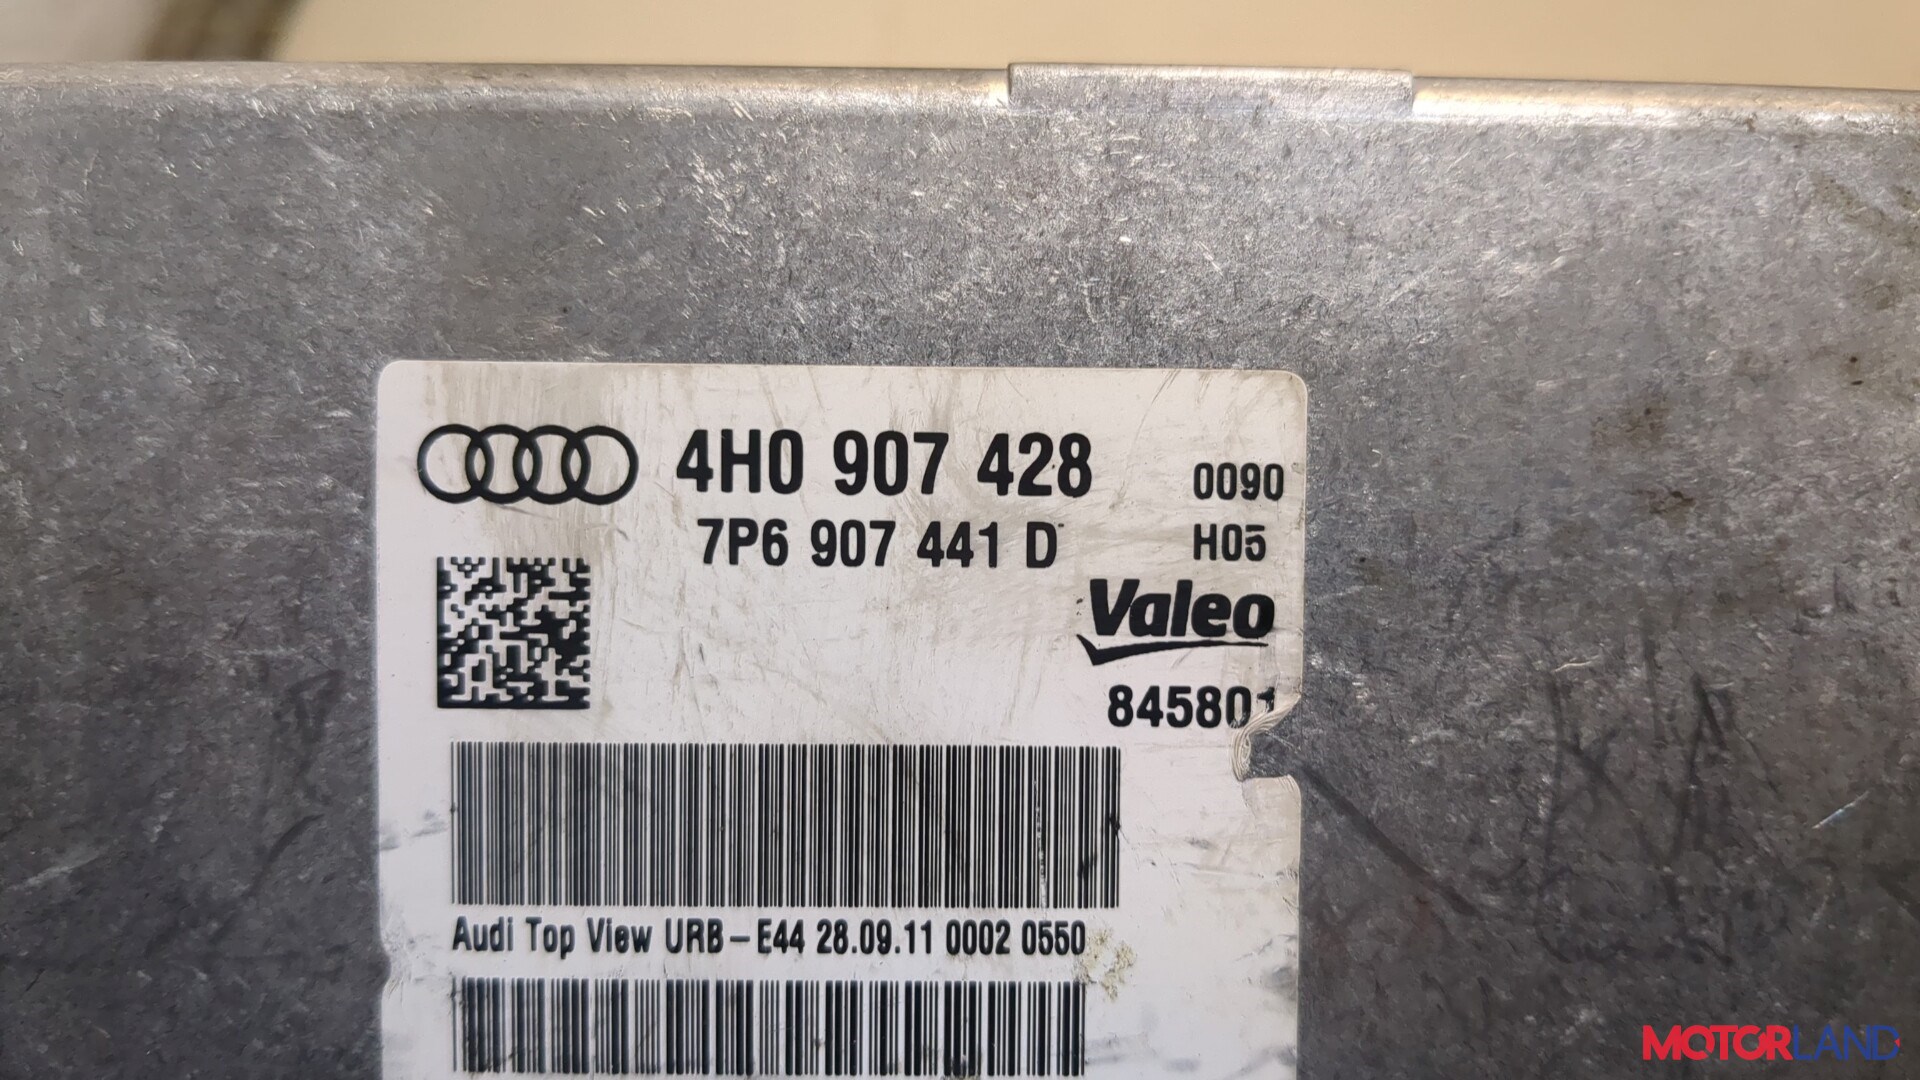 4H0 907 428 0090
7P6 907 441 D H05
Valeo
845801
Audi Top View URB - E44 28.09.11 0002 0550
MOTORLAND